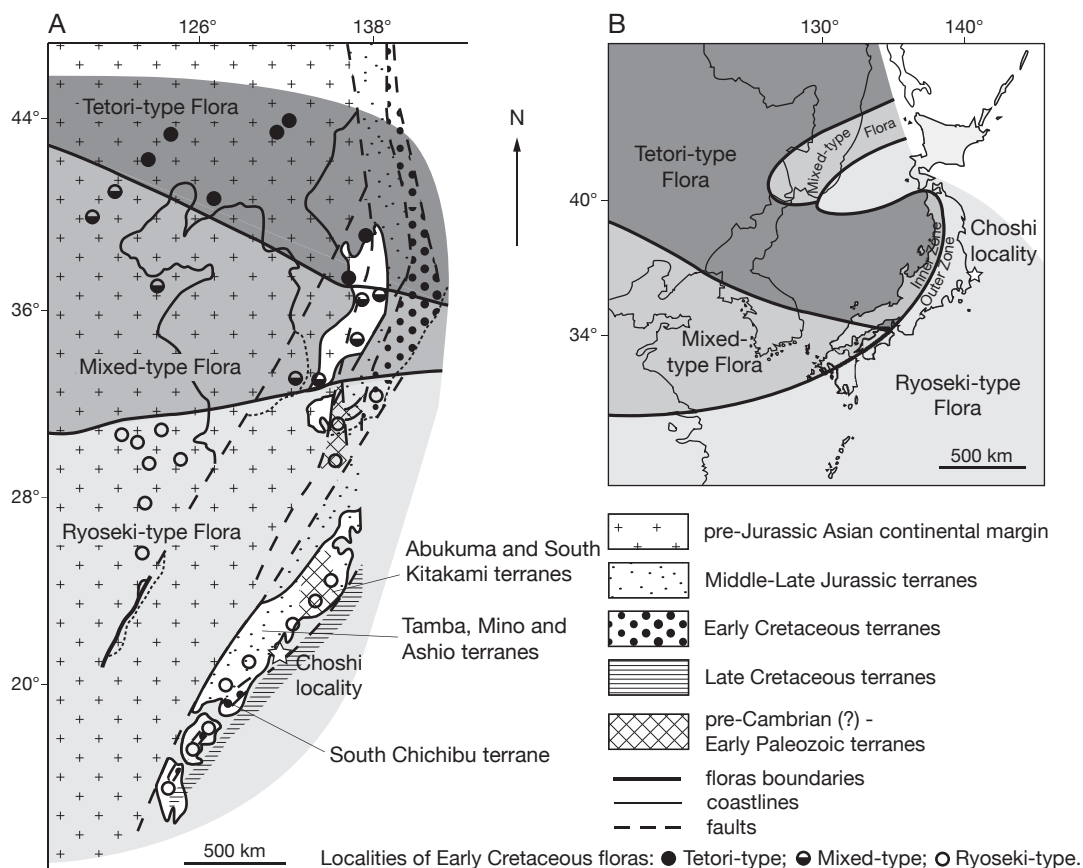 A
126°
138°
44°
36°
28°
20°
N
Tetori-type Flora
Mixed-type Flora
Ryoseki-type Flora
Abukuma and South
Kitakami terranes
Tamba, Mino and
Ashio terranes
Choshi
locality
South Chichibu terrane
500 km
B
130°
140°
40°
34°
Tetori-type
Flora
Mixed-type Flora
Choshi
locality
Inner Zone
Outer Zone
Mixed-
type Flora
Ryoseki-type
Flora
500 km
pre-Jurassic Asian continental margin
Middle-Late Jurassic terranes
Early Cretaceous terranes
Late Cretaceous terranes
pre-Cambrian (?) -
Early Paleozoic terranes
floras boundaries
coastlines
faults
Localities of Early Cretaceous floras: Tetori-type; Mixed-type; Ryoseki-type.